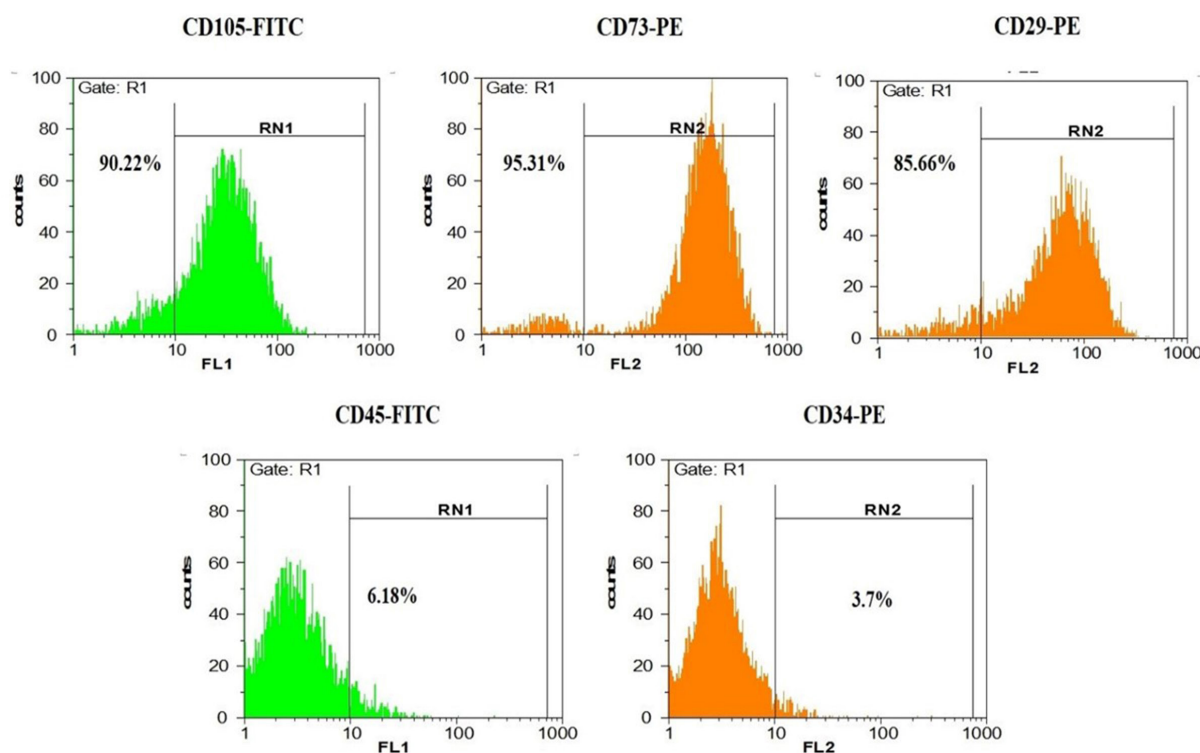 CD105-FITC
100
80
60
40
20
0
counts
Gate: R1
RN1
90.22%
1
10
100
1000
FL1
CD73-PE
100
80
60
40
20
0
counts
Gate: R1
RN2
95.31%
1
10
100
1000
FL2
CD29-PE
100
80
60
40
20
0
counts
Gate: R1
RN2
85.66%
1
10
100
1000
FL2
CD45-FITC
100
80
60
40
20
0
counts
Gate: R1
RN1
6.18%
1
10
100
1000
FL1
CD34-PE
100
80
60
40
20
0
counts
Gate: R1
RN2
3.7%
1
10
100
1000
FL2